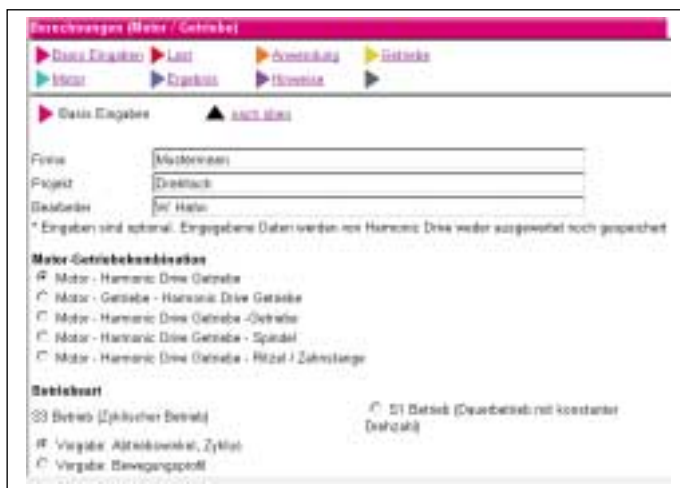 Berechnungen (Motor / Getriebe)
Basis Eingaben Last Anwendung Getriebe
Motor Ergebnis Hinweise
Basis Eingaben nach oben
Firma Mustermann
Projekt Drehtisch
Bearbeiter W. Hahn
* Eingaben sind optional. Eingegebene Daten werden von Harmonic Drive weder ausgewertet noch gespeichert
Motor-Getriebekombination
Motor - Harmonic Drive Getriebe
Motor - Getriebe - Harmonic Drive Getriebe
Motor - Harmonic Drive Getriebe -Getriebe
Motor - Harmonic Drive Getriebe - Spindel
Motor - Harmonic Drive Getriebe - Ritzel / Zahnstange
Betriebsart
S3 Betrieb (Zyklischer Betrieb) S1 Betrieb (Dauerbetrieb mit konstanter
Drehzahl)
Vorgabe: Abtriebswinkel, Zyklus
Vorgabe: Bewegungsprofil